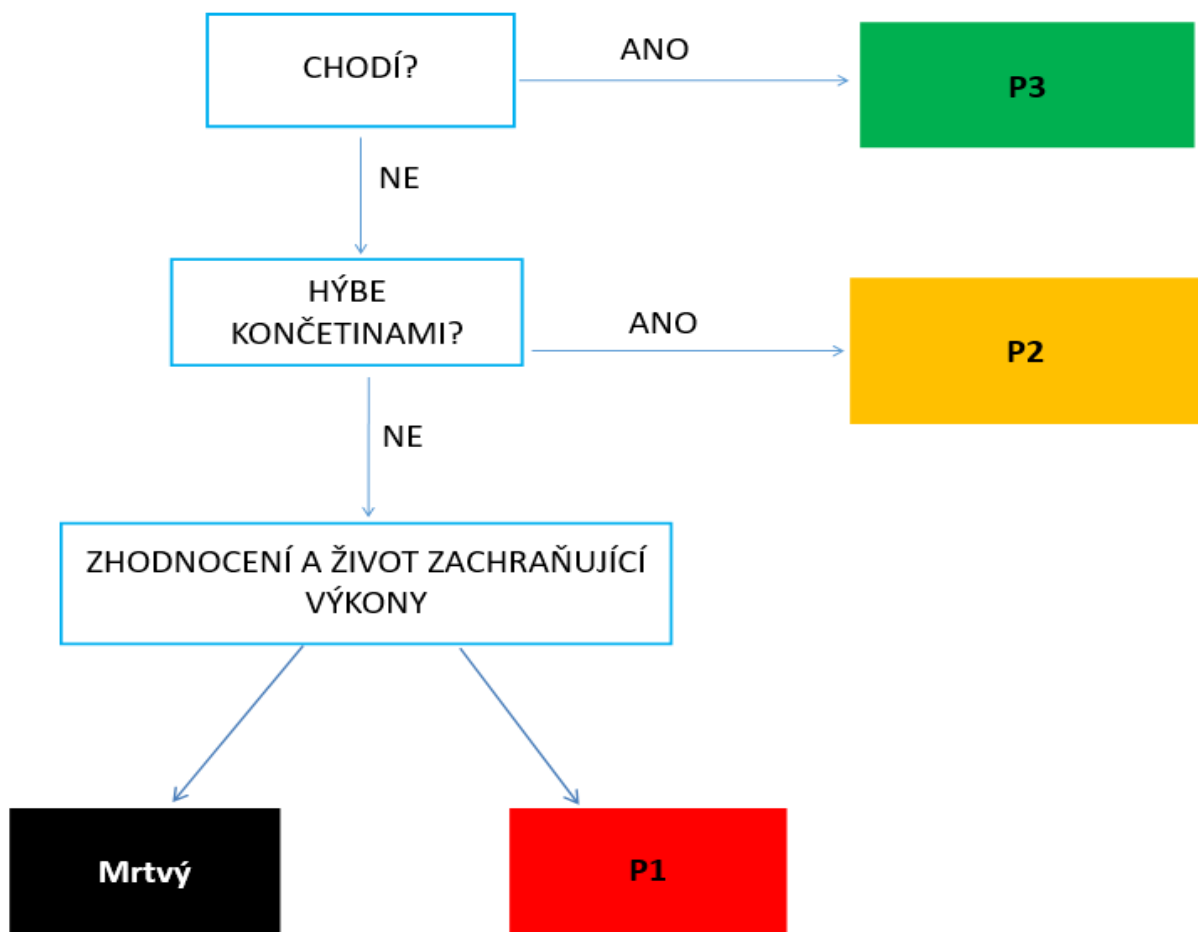 CHODÍ?
ANO
P3
NE
HÝBE
KONČETINAMI?
ANO
P2
NE
ZHODNOCENÍ A ŽIVOT ZACHRAŇUJÍCÍ
VÝKONY
Mrtvý
P1